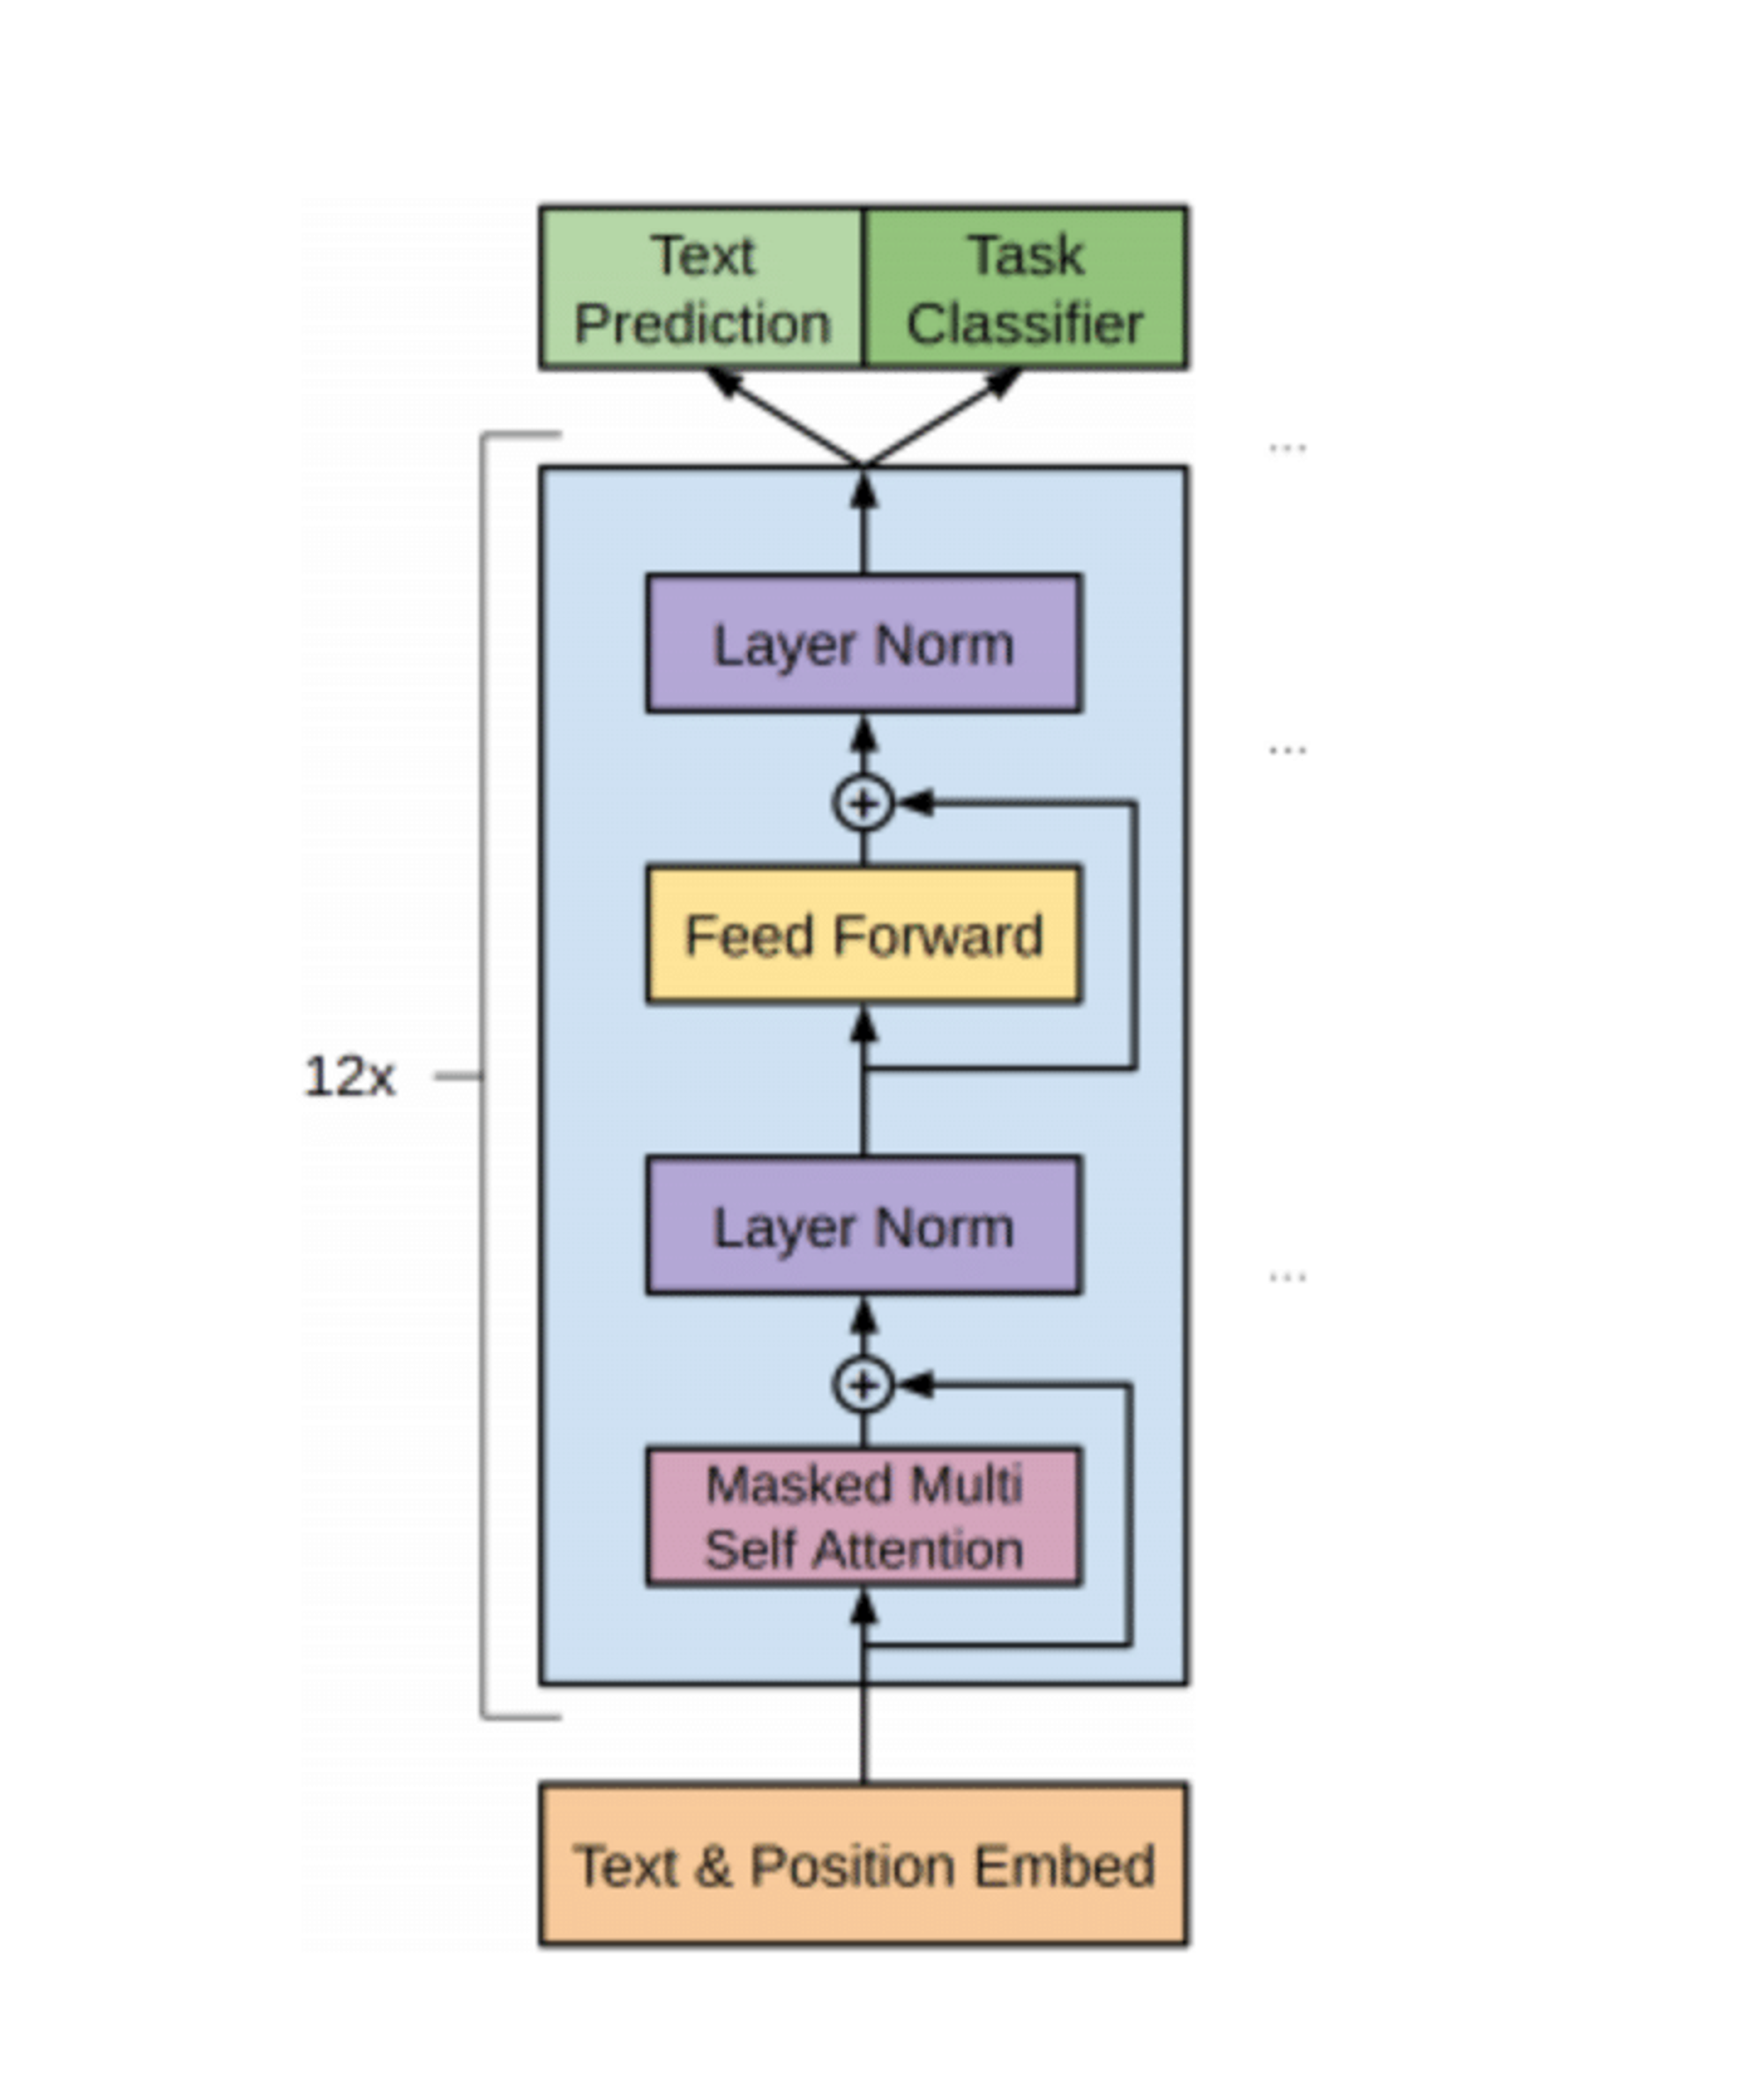 Text
Prediction
Task
Classifier
...
Layer Norm
...
Feed Forward
12x
Layer Norm
...
Masked Multi
Self Attention
Text & Position Embed